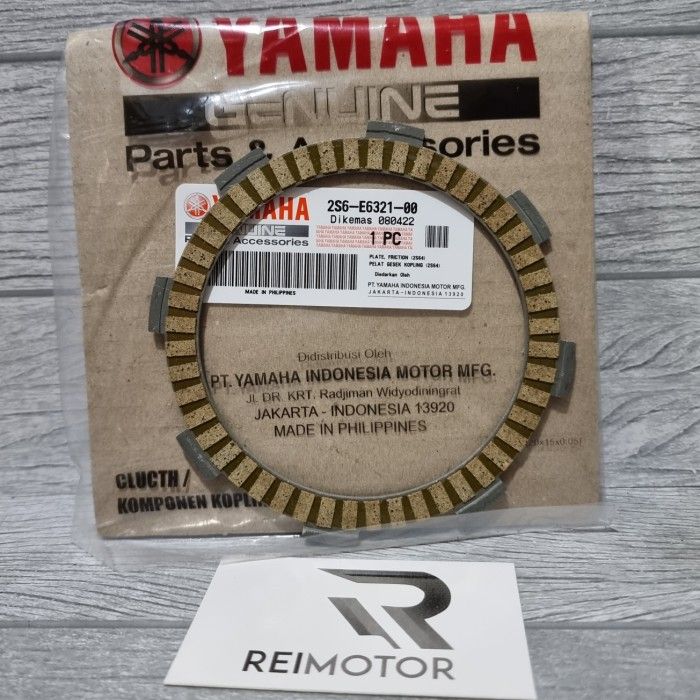 YAMAHA
GENUINE
Parts & Accessories
YAMAHA
GENUINE
Parts & Accessories
2S6-E6321-00
Dikemas 080422
1 PC
PLATE, FRICTION (2S64)
PELAT GESEK KOPLING (2S64)
Diedarkan Oleh
PT. YAMAHA INDONESIA MOTOR MFG.
JAKARTA-INDONESIA 13920
MADE IN PHILIPPINES
Didistribusi Oleh
PT. YAMAHA INDONESIA MOTOR MFG.
JL. DR. KRT. Radjiman Widyodiningrat
JAKARTA - INDONESIA 13920
MADE IN PHILIPPINES
CLUCTH /
KOMPONEN
REIMOTOR